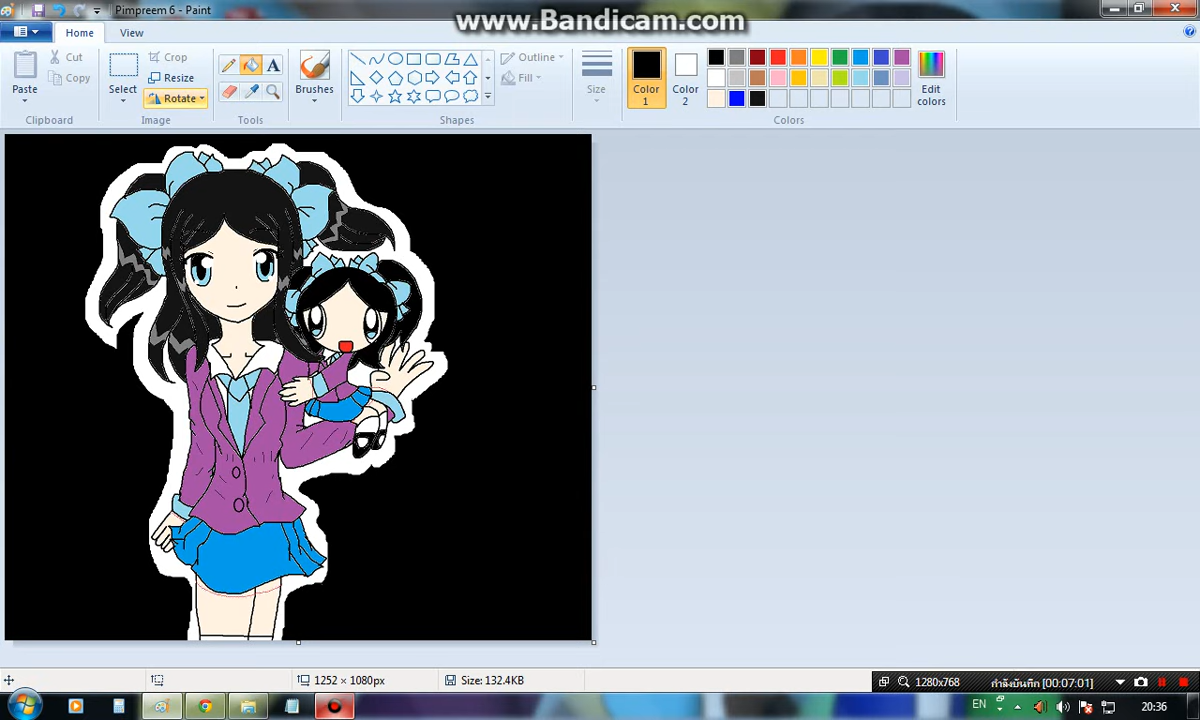 Pimpreem 6 - Paint
www.Bandicam.com
Home
View
Paste
Cut
Copy
Clipboard
Select
Crop
Resize
Rotate
Image
A
Tools
Brushes
Outline
Fill
Shapes
Size
Color 1
Color 2
Edit colors
Colors
1252 × 1080px
Size: 132.4KB
1280x768
กำลังบันทึก [00:07:01]
EN
20:36